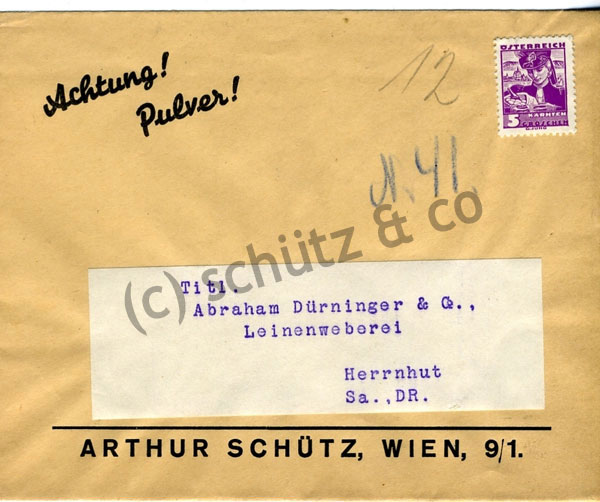 Achtung!
Pulver!
12
ÖSTERREICH
KÄRNTEN
5 GROSCHEN
N. 41.
(c) schütz & co
Titl.
Abraham Dürninger & Co.,
Leinenweberei
Herrnhut
Sa.,DR.
ARTHUR SCHÜTZ, WIEN, 9/1.